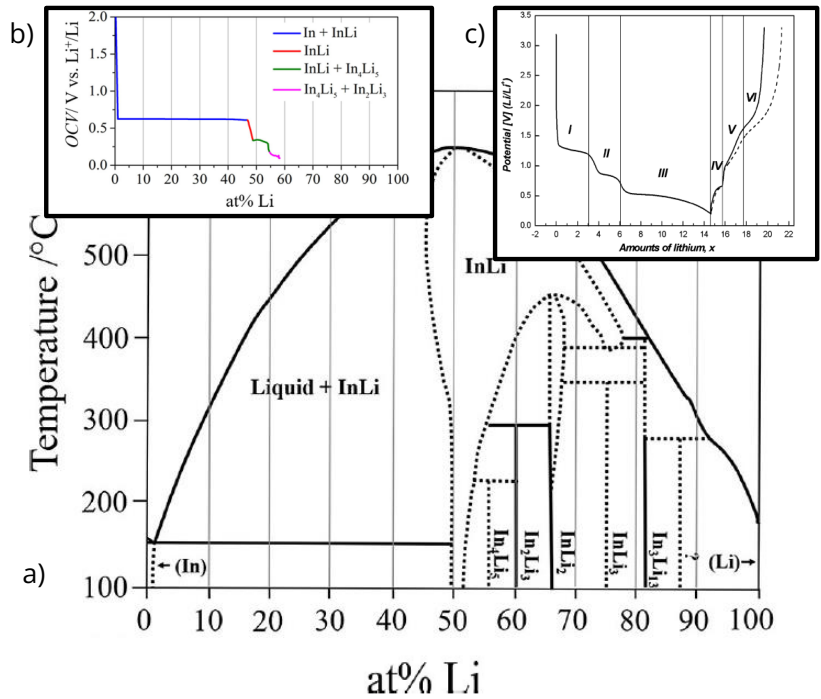 b)
OCV/ V vs. Li⁺/Li
2.0
1.5
1.0
0.5
0.0
In + InLi
InLi
InLi + In₄Li₅
In₄Li₅ + In₂Li₃
0 10 20 30 40 50 60 70 80 90 100
at% Li
c)
Potential [V] (Li/Li⁺)
3.5
3.0
2.5
2.0
1.5
1.0
0.5
0.0
I
II
III
IV
V
VI
-2 0 2 4 6 8 10 12 14 16 18 20 22
Amounts of lithium, x
a)
Temperature /°C
500
400
300
200
100
InLi
Liquid + InLi
← (In)
In₄Li₅
In₂Li₃
InLi₂
InLi₃
In₃Li₁₃
?
(Li)→
0 10 20 30 40 50 60 70 80 90 100
at% Li